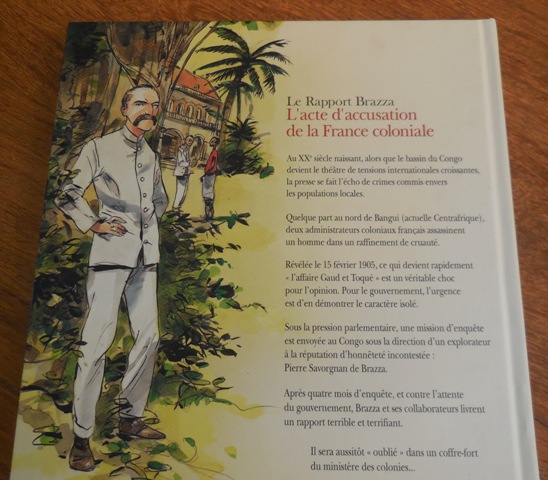 Le Rapport Brazza
L'acte d'accusation
de la France coloniale
Au XXᵉ siècle naissant, alors que le bassin du Congo
devient le théâtre de tensions internationales croissantes,
la presse se fait l'écho de crimes commis envers
les populations locales.
Quelque part au nord de Bangui (actuelle Centrafrique),
deux administrateurs coloniaux français assassinent
un homme dans un raffinement de cruauté.
Révélée le 15 février 1905, ce qui devient rapidement
« l'affaire Gaud et Toqué » est un véritable choc
pour l'opinion. Pour le gouvernement, l'urgence
est d'en démontrer le caractère isolé.
Sous la pression parlementaire, une mission d'enquête
est envoyée au Congo sous la direction d'un explorateur
à la réputation d'honnêteté incontestée :
Pierre Savorgnan de Brazza.
Après quatre mois d'enquête, et contre l'attente
du gouvernement, Brazza et ses collaborateurs livrent
un rapport terrible et terrifiant.
Il sera aussitôt « oublié » dans un coffre-fort
du ministère des colonies...